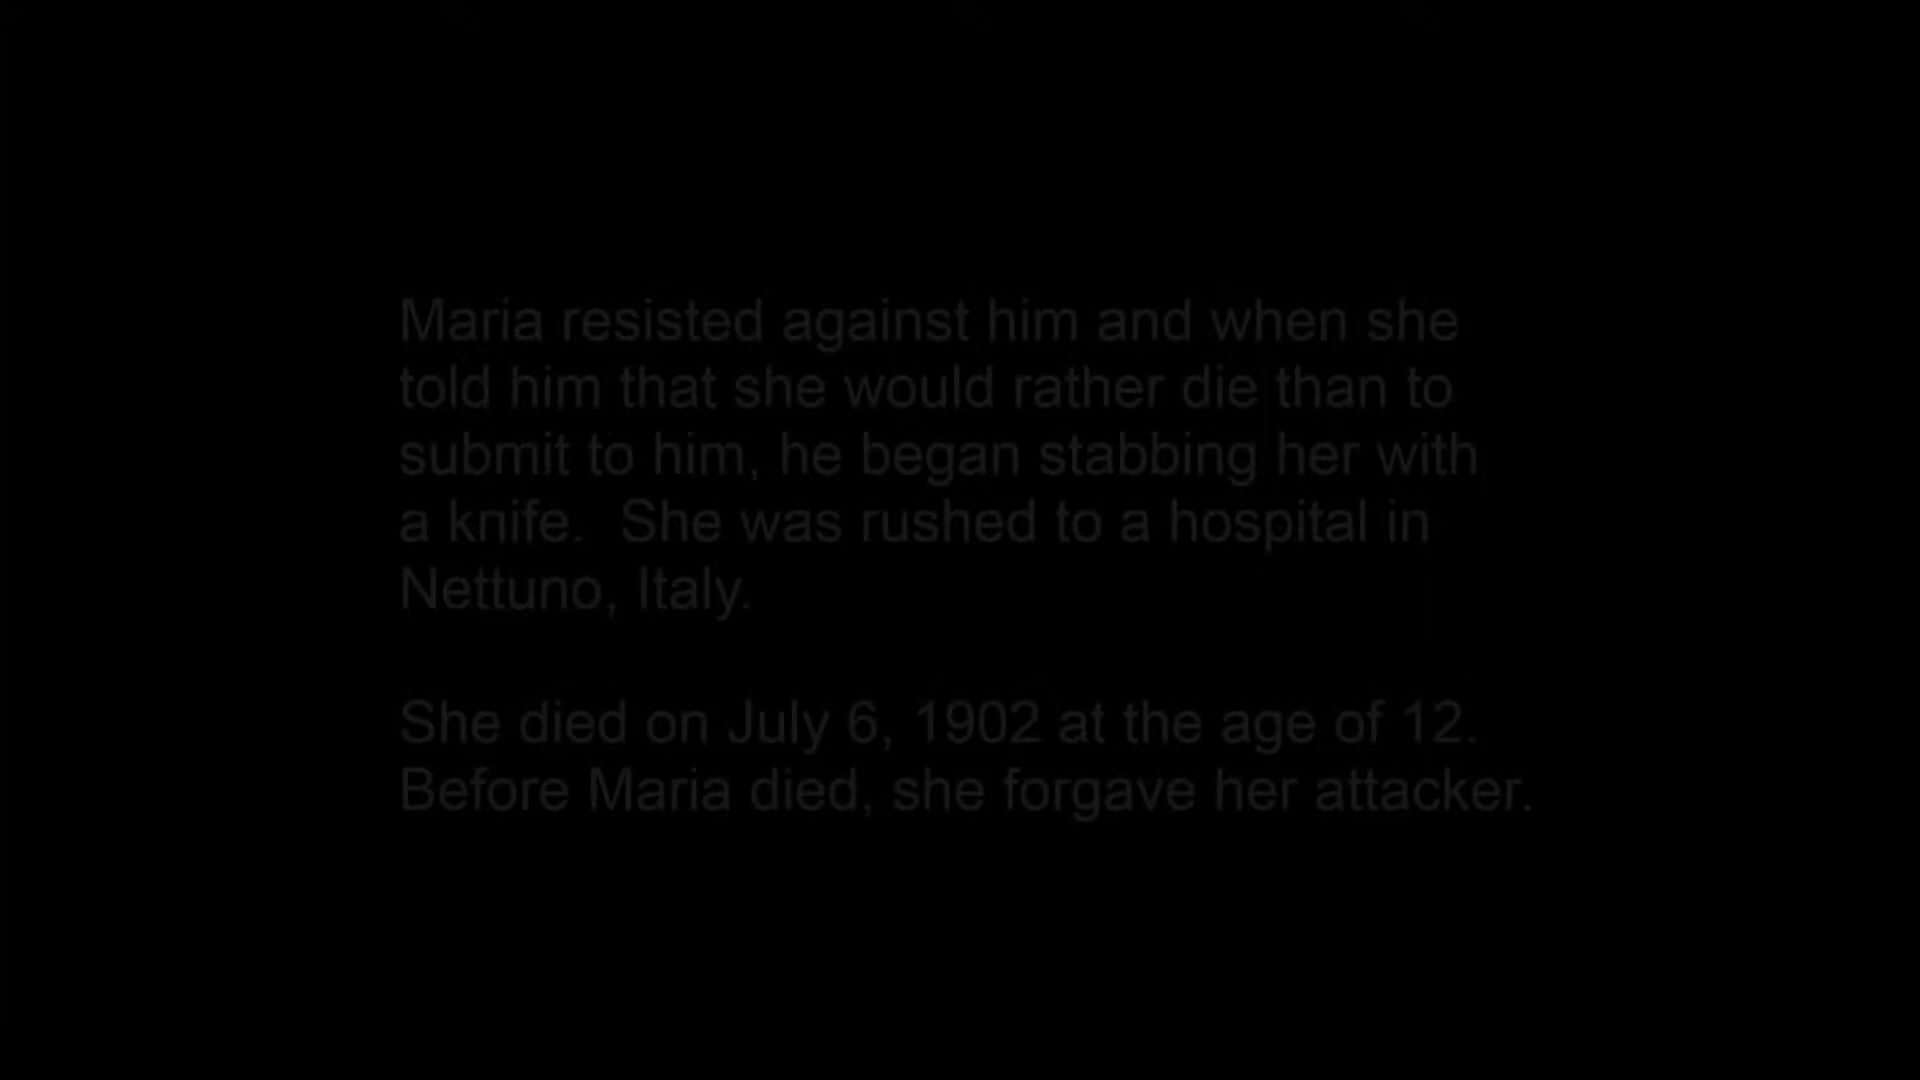 Maria resisted against him and when she
told him that she would rather die than to
submit to him, he began stabbing her with
a knife.  She was rushed to a hospital in
Nettuno, Italy.
She died on July 6, 1902 at the age of 12.
Before Maria died, she forgave her attacker.